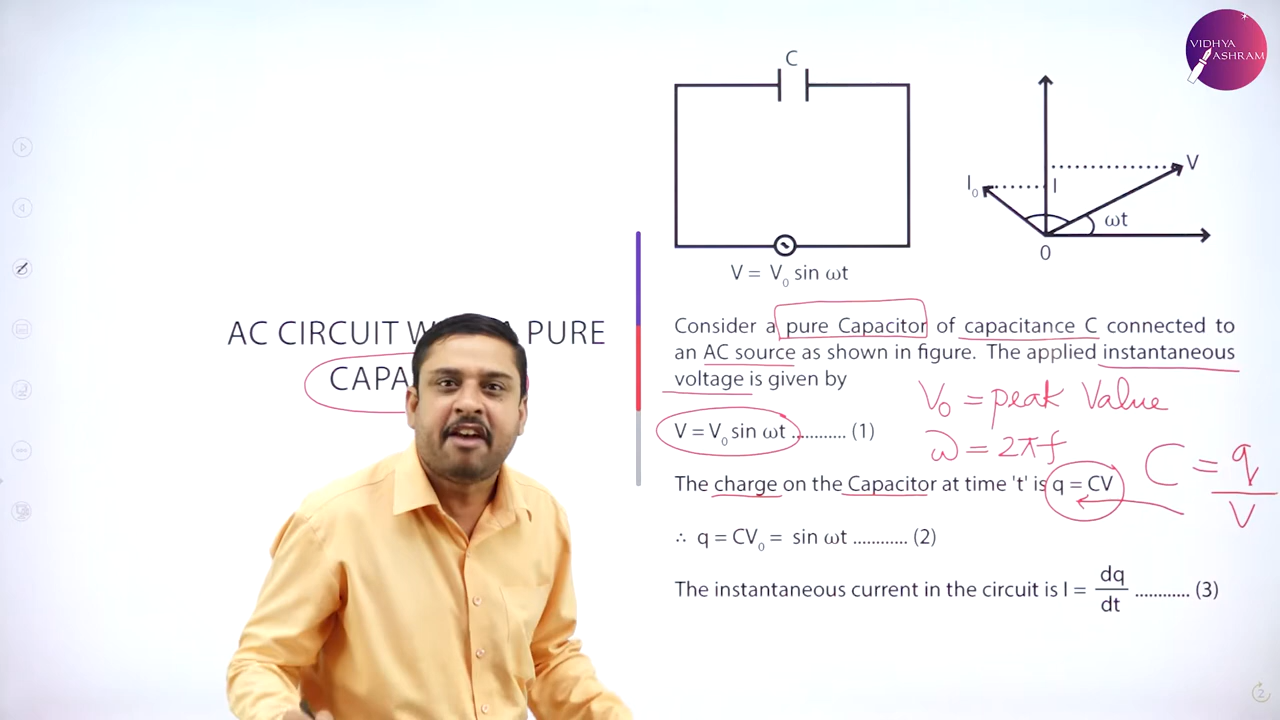 VIDHYA
ASHRAM
C
V
I₀
I
ωt
0
V = V₀ sin ωt
AC CIRCUIT W A PURE
CAPA
Consider a pure Capacitor of capacitance C connected to
an AC source as shown in figure. The applied instantaneous
voltage is given by
V₀ = peak Value
V = V₀ sin ωt ........... (1)
ω = 2πf
C = q/V
The charge on the Capacitor at time 't' is q = CV
∴ q = CV₀ = sin ωt ............ (2)
The instantaneous current in the circuit is I = dq/dt ............ (3)
2